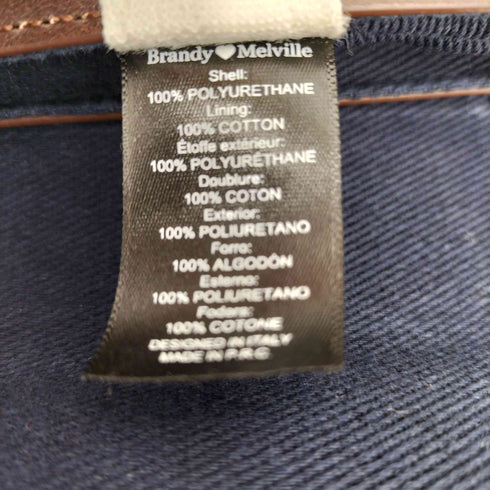 Brandy♥Melville
Shell:
100% POLYURETHANE
Lining:
100% COTTON
Étoffe extérieur:
100% POLYURÉTHANE
Doublure:
100% COTON
Exterior:
100% POLIURETANO
Forro:
100% ALGODÓN
Esterno:
100% POLIURETANO
Fodera:
100% COTONE
DESIGNED IN ITALY
MADE IN P.R.C